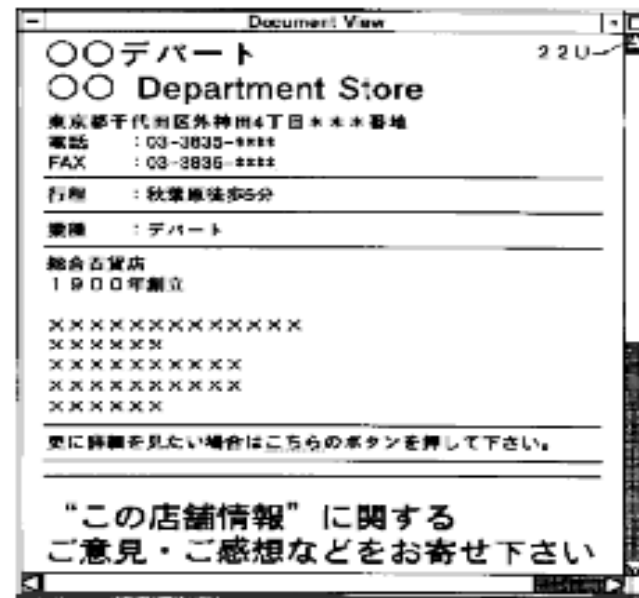 Document View
○○デパート
22U
○○ Department Store
東京都千代田区外神田4丁目＊＊＊番地
電話　：03-3835-****
FAX　：03-3835-****
行程　：秋葉原徒歩5分
業種　：デパート
総合百貨店
１９００年創立
×××××××××××××
××××××
××××××××××
××××××××××
××××××
更に詳細を見たい場合はこちらのボタンを押して下さい。
“この店舗情報”に関する
ご意見・ご感想などをお寄せ下さい